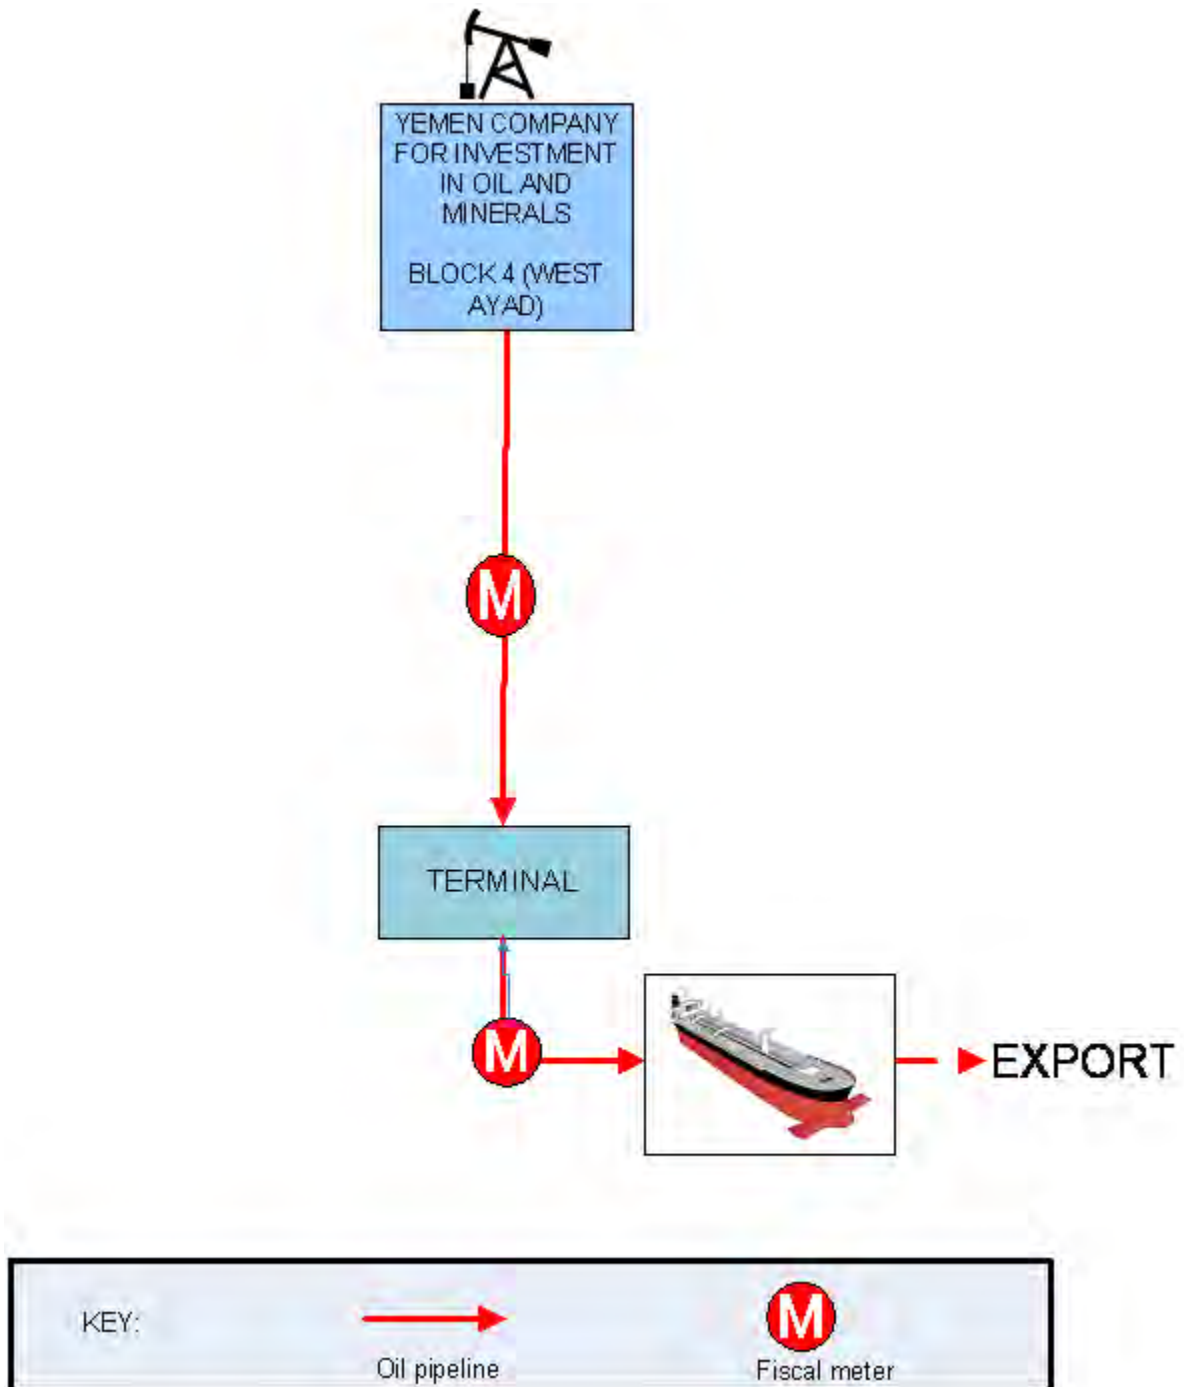 YEMEN COMPANY
FOR INVESTMENT
IN OIL AND
MINERALS
BLOCK 4 (WEST
AYAD)
M
TERMINAL
M
EXPORT
KEY:
M
Oil pipeline
Fiscal meter